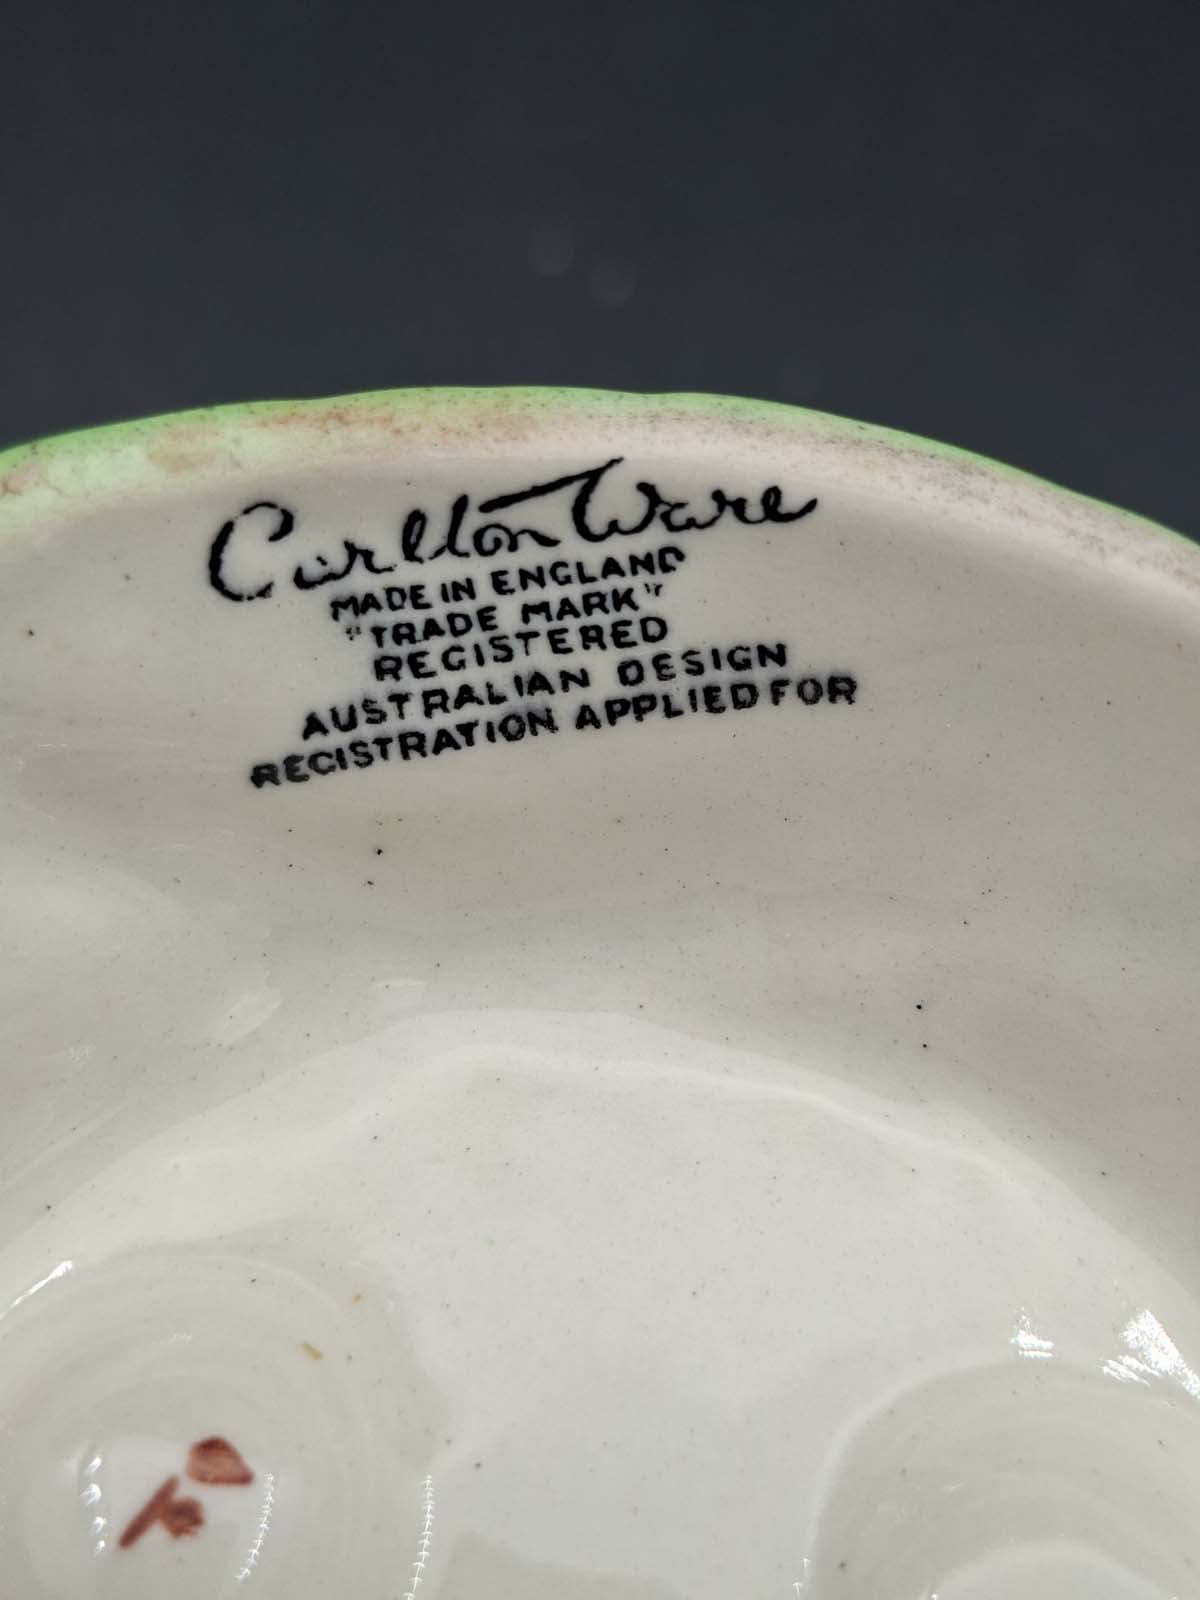 Carlton Ware
MADE IN ENGLAND
"TRADE MARK"
REGISTERED
AUSTRALIAN DESIGN
REGISTRATION APPLIED FOR